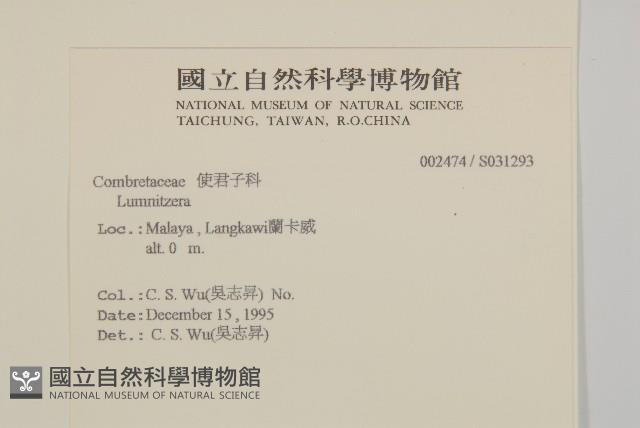 國立自然科學博物館
NATIONAL MUSEUM OF NATURAL SCIENCE
TAICHUNG, TAIWAN, R.O.CHINA
002474 / S031293
Combretaceae 使君子科
Lumnitzera
Loc.:Malaya , Langkawi蘭卡威
alt. 0 m.
Col.:C. S. Wu(吳志昇) No.
Date:December 15 , 1995
Det.: C. S. Wu(吳志昇)
國立自然科學博物館
NATIONAL MUSEUM OF NATURAL SCIENCE